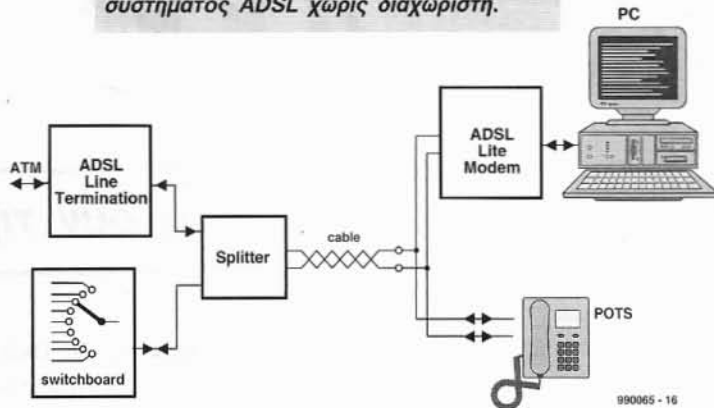 συστήματος ADSL χωρίς διαχωριστή.
PC
ATM
ADSL
Line
Termination
ADSL
Lite
Modem
Splitter
cable
switchboard
POTS
990065 - 16